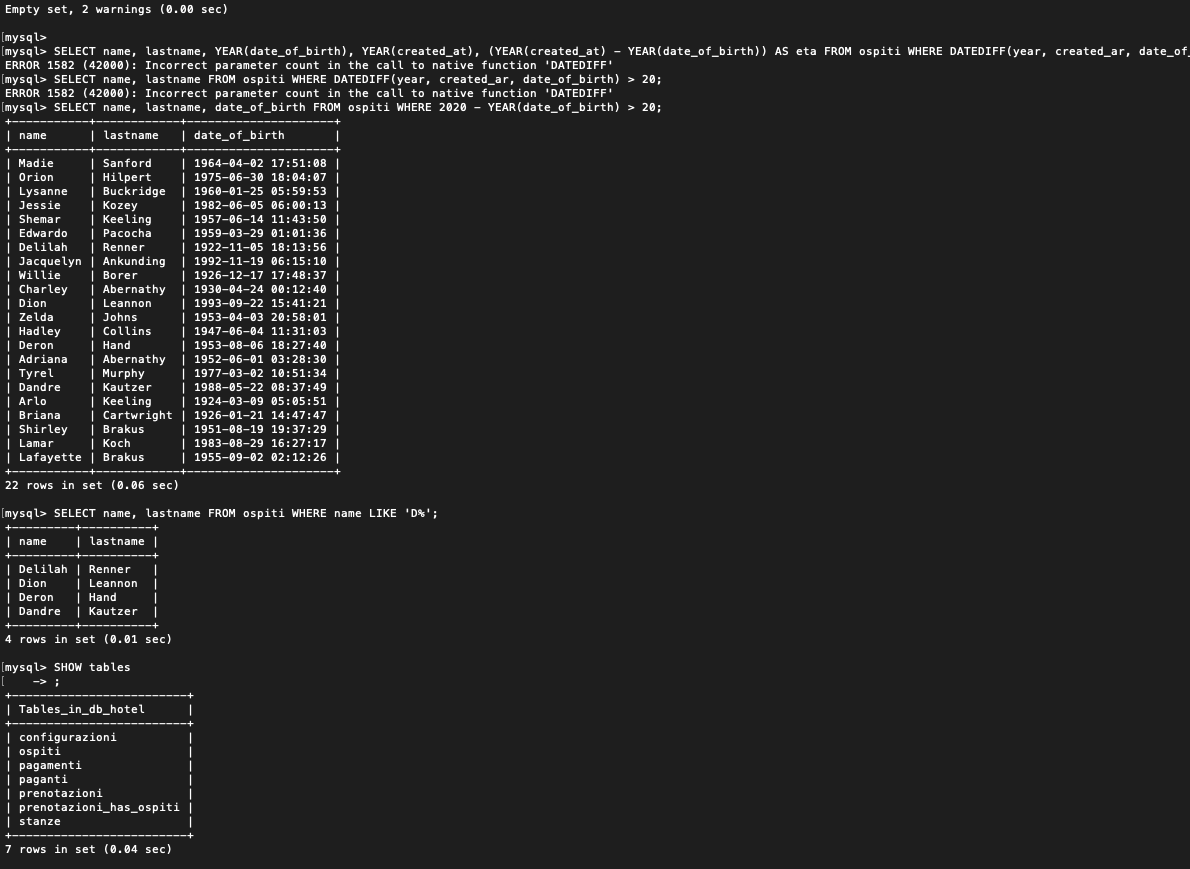 Empty set, 2 warnings (0.00 sec)
[mysql>
[mysql> SELECT name, lastname, YEAR(date_of_birth), YEAR(created_at), (YEAR(created_at) - YEAR(date_of_birth)) AS eta FROM ospiti WHERE DATEDIFF(year, created_ar, date_of_
ERROR 1582 (42000): Incorrect parameter count in the call to native function 'DATEDIFF'
[mysql> SELECT name, lastname FROM ospiti WHERE DATEDIFF(year, created_ar, date_of_birth) > 20;
ERROR 1582 (42000): Incorrect parameter count in the call to native function 'DATEDIFF'
[mysql> SELECT name, lastname, date_of_birth FROM ospiti WHERE 2020 - YEAR(date_of_birth) > 20;
+-----------+------------+---------------------+
| name      | lastname   | date_of_birth       |
+-----------+------------+---------------------+
| Madie     | Sanford    | 1964-04-02 17:51:08 |
| Orion     | Hilpert    | 1975-06-30 18:04:07 |
| Lysanne   | Buckridge  | 1960-01-25 05:59:53 |
| Jessie    | Kozey      | 1982-06-05 06:00:13 |
| Shemar    | Keeling    | 1957-06-14 11:43:50 |
| Edwardo   | Pacocha    | 1959-03-29 01:01:36 |
| Delilah   | Renner     | 1922-11-05 18:13:56 |
| Jacquelyn | Ankunding  | 1992-11-19 06:15:10 |
| Willie    | Borer      | 1926-12-17 17:48:37 |
| Charley   | Abernathy  | 1930-04-24 00:12:40 |
| Dion      | Leannon    | 1993-09-22 15:41:21 |
| Zelda     | Johns      | 1953-04-03 20:58:01 |
| Hadley    | Collins    | 1947-06-04 11:31:03 |
| Deron     | Hand       | 1953-08-06 18:27:40 |
| Adriana   | Abernathy  | 1952-06-01 03:28:30 |
| Tyrel     | Murphy     | 1977-03-02 10:51:34 |
| Dandre    | Kautzer    | 1988-05-22 08:37:49 |
| Arlo      | Keeling    | 1924-03-09 05:05:51 |
| Briana    | Cartwright | 1926-01-21 14:47:47 |
| Shirley   | Brakus     | 1951-08-19 19:37:29 |
| Lamar     | Koch       | 1983-08-29 16:27:17 |
| Lafayette | Brakus     | 1955-09-02 02:12:26 |
+-----------+------------+---------------------+
22 rows in set (0.06 sec)
[mysql> SELECT name, lastname FROM ospiti WHERE name LIKE 'D%';
+---------+----------+
| name    | lastname |
+---------+----------+
| Delilah | Renner   |
| Dion    | Leannon  |
| Deron   | Hand     |
| Dandre  | Kautzer  |
+---------+----------+
4 rows in set (0.01 sec)
[mysql> SHOW tables
[    -> ;
+-------------------------+
| Tables_in_db_hotel      |
+-------------------------+
| configurazioni          |
| ospiti                  |
| pagamenti               |
| paganti                 |
| prenotazioni            |
| prenotazioni_has_ospiti |
| stanze                  |
+-------------------------+
7 rows in set (0.04 sec)